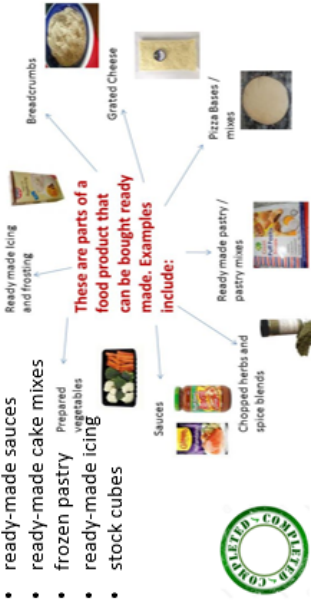 Breadcrumbs
Grated Cheese
Pizza Bases /
mixes
Ready made Icing
and frosting
These are parts of a
food product that
can be bought ready
made. Examples
include:
Ready made pastry /
pastry mixes
Prepared
vegetables
Sauces
Chopped herbs and
spice blends
• ready-made sauces
• ready-made cake mixes
• frozen pastry
• ready-made icing
• stock cubes
COMPLETED
COMPLETED